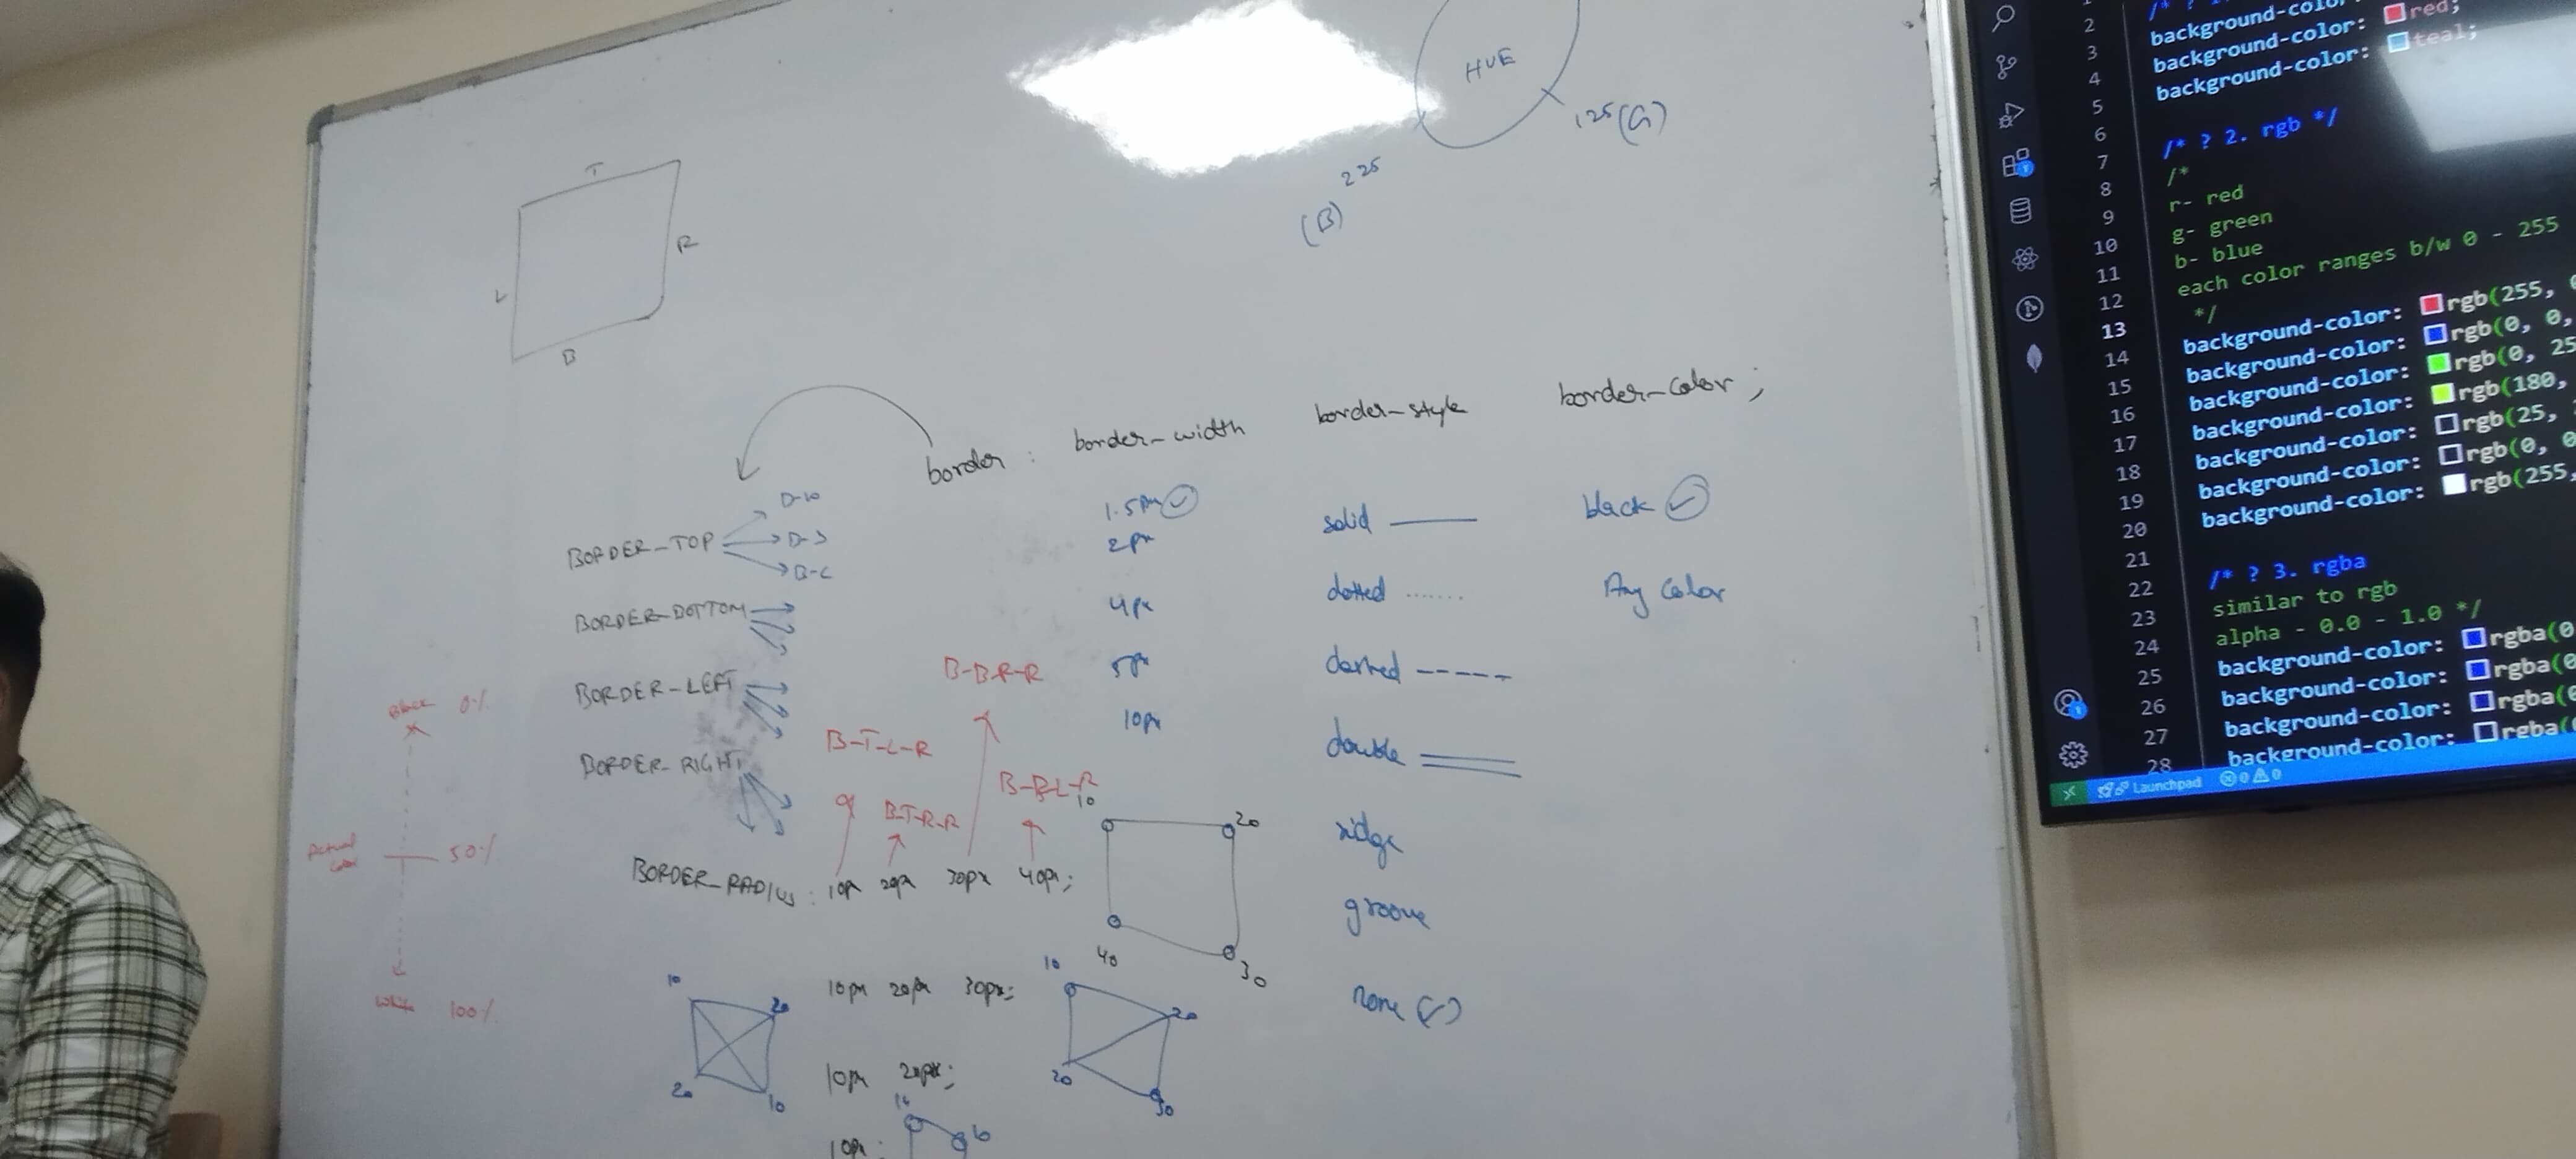 HUE
125(G)
225
(B)
T
R
L
B
border : border-width border-style border-color ;
1.5px solid black
2px
4px dotted Any color
5px dashed
10px double
ridge
groove
none (✓)
BORDER-TOP
B-S
B-C
BORDER-BOTTOM
BORDER-LEFT
BORDER-RIGHT
B-B-R-R
B-T-L-R
B-B-L-R
B-T-R-R
BORDER-RADIUS : 10px 20px 30px 40px;
10
20
40
30
Black 0%
Actual color 50%
White 100%
10px 20px 30px;
10
20
20
30
10
20
20
10
10px 20px;
10px ;
10
2
3
4
5
6
7
8
9
10
11
12
13
14
15
16
17
18
19
20
21
22
23
24
25
26
27
28
background-color: red;
background-color: teal;
/* ? 2. rgb */
/*
r- red
g- green
b- blue
each color ranges b/w 0 - 255
*/
background-color: rgb(255,
background-color: rgb(0, 0,
background-color: rgb(0, 25
background-color: rgb(180,
background-color: rgb(25,
background-color: rgb(0, 0
background-color: rgb(255,
/* ? 3. rgba
similar to rgb
alpha - 0.0 - 1.0 */
background-color: rgba(0
background-color: rgba(0
background-color: rgba(0
background-color: rgba(
Launchpad 0 0